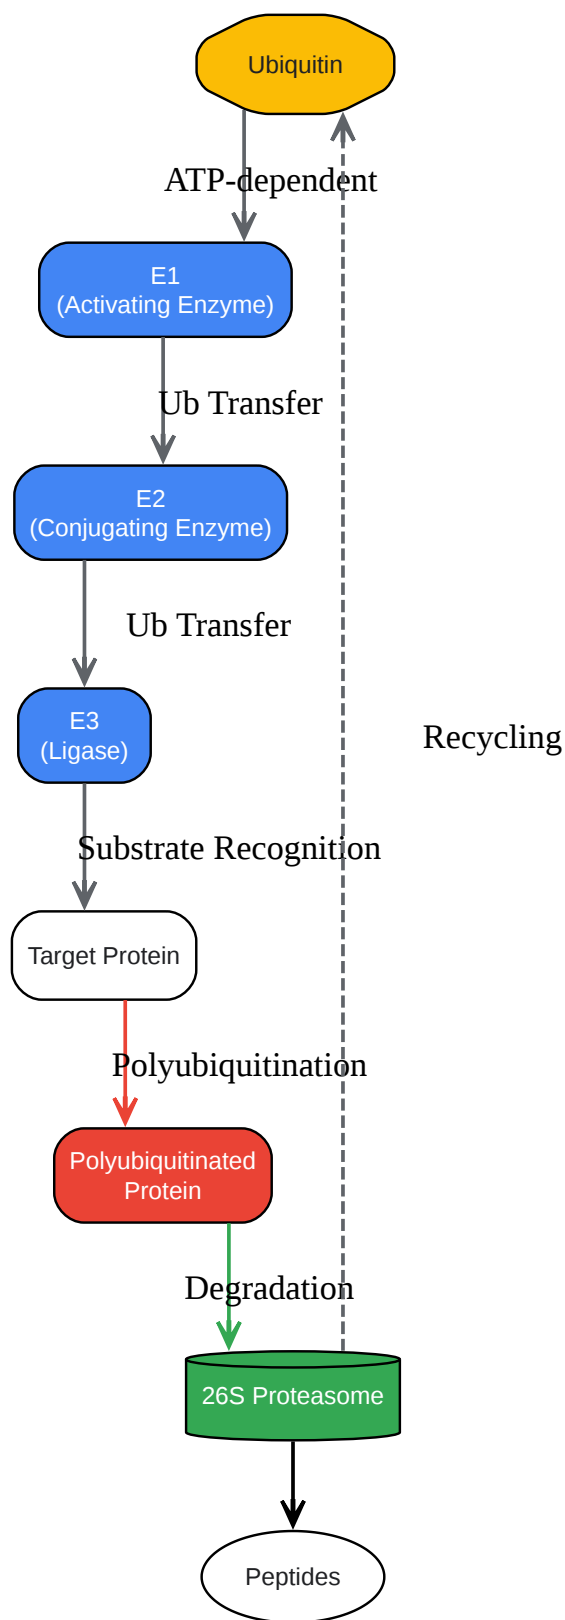 Ubiquitin
ATP-dependent
E1
(Activating Enzyme)
Ub Transfer
E2
(Conjugating Enzyme)
Ub Transfer
E3
(Ligase)
Recycling
Substrate Recognition
Target Protein
Polyubiquitination
Polyubiquitinated
Protein
Degradation
26S Proteasome
Peptides